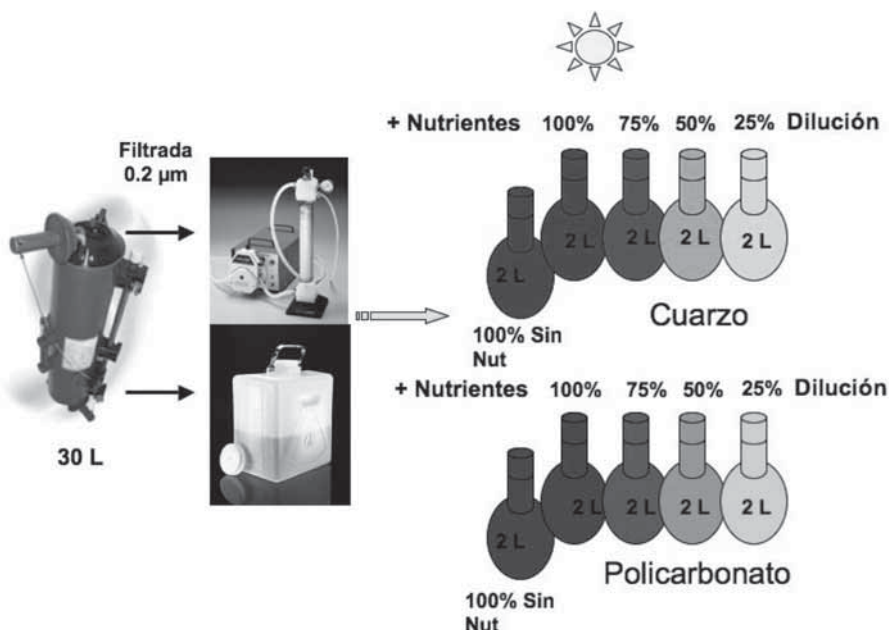 Filtrada
0.2 µm
30 L
+ Nutrientes 100% 75% 50% 25% Dilución
2 L 2 L 2 L 2 L
2 L
Cuarzo
100% Sin
Nut
+ Nutrientes 100% 75% 50% 25% Dilución
2 L 2 L 2 L 2 L
2 L
Policarbonato
100% Sin
Nut